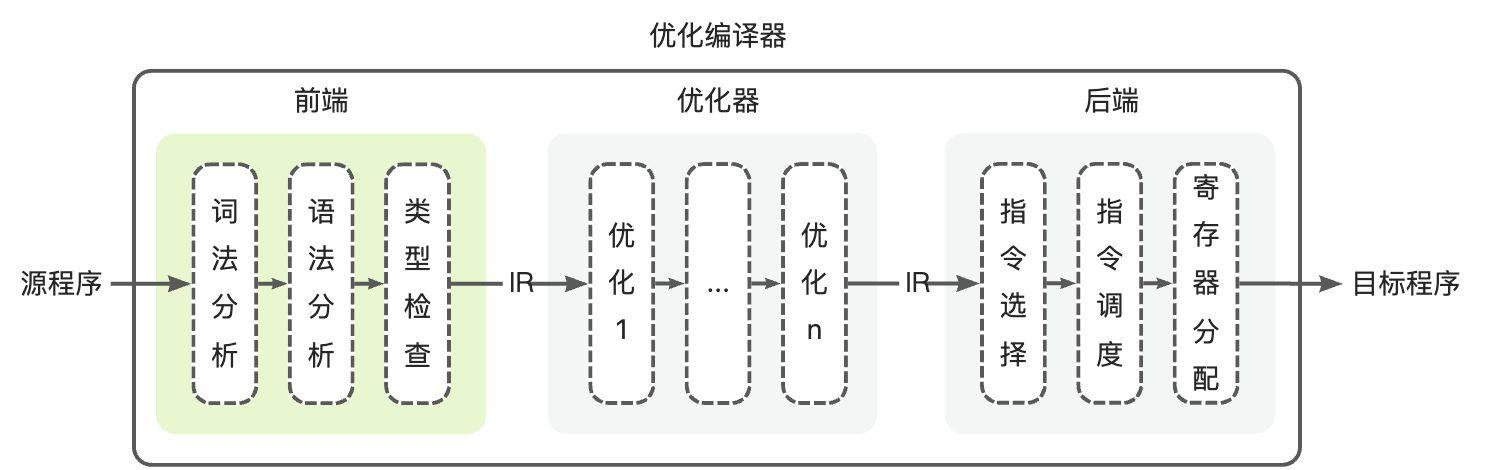 优化编译器
前端
优化器
后端
源程序
词法分析
语法分析
类型检查
IR
优化1
...
优化n
IR
指令选择
指令调度
寄存器分配
目标程序